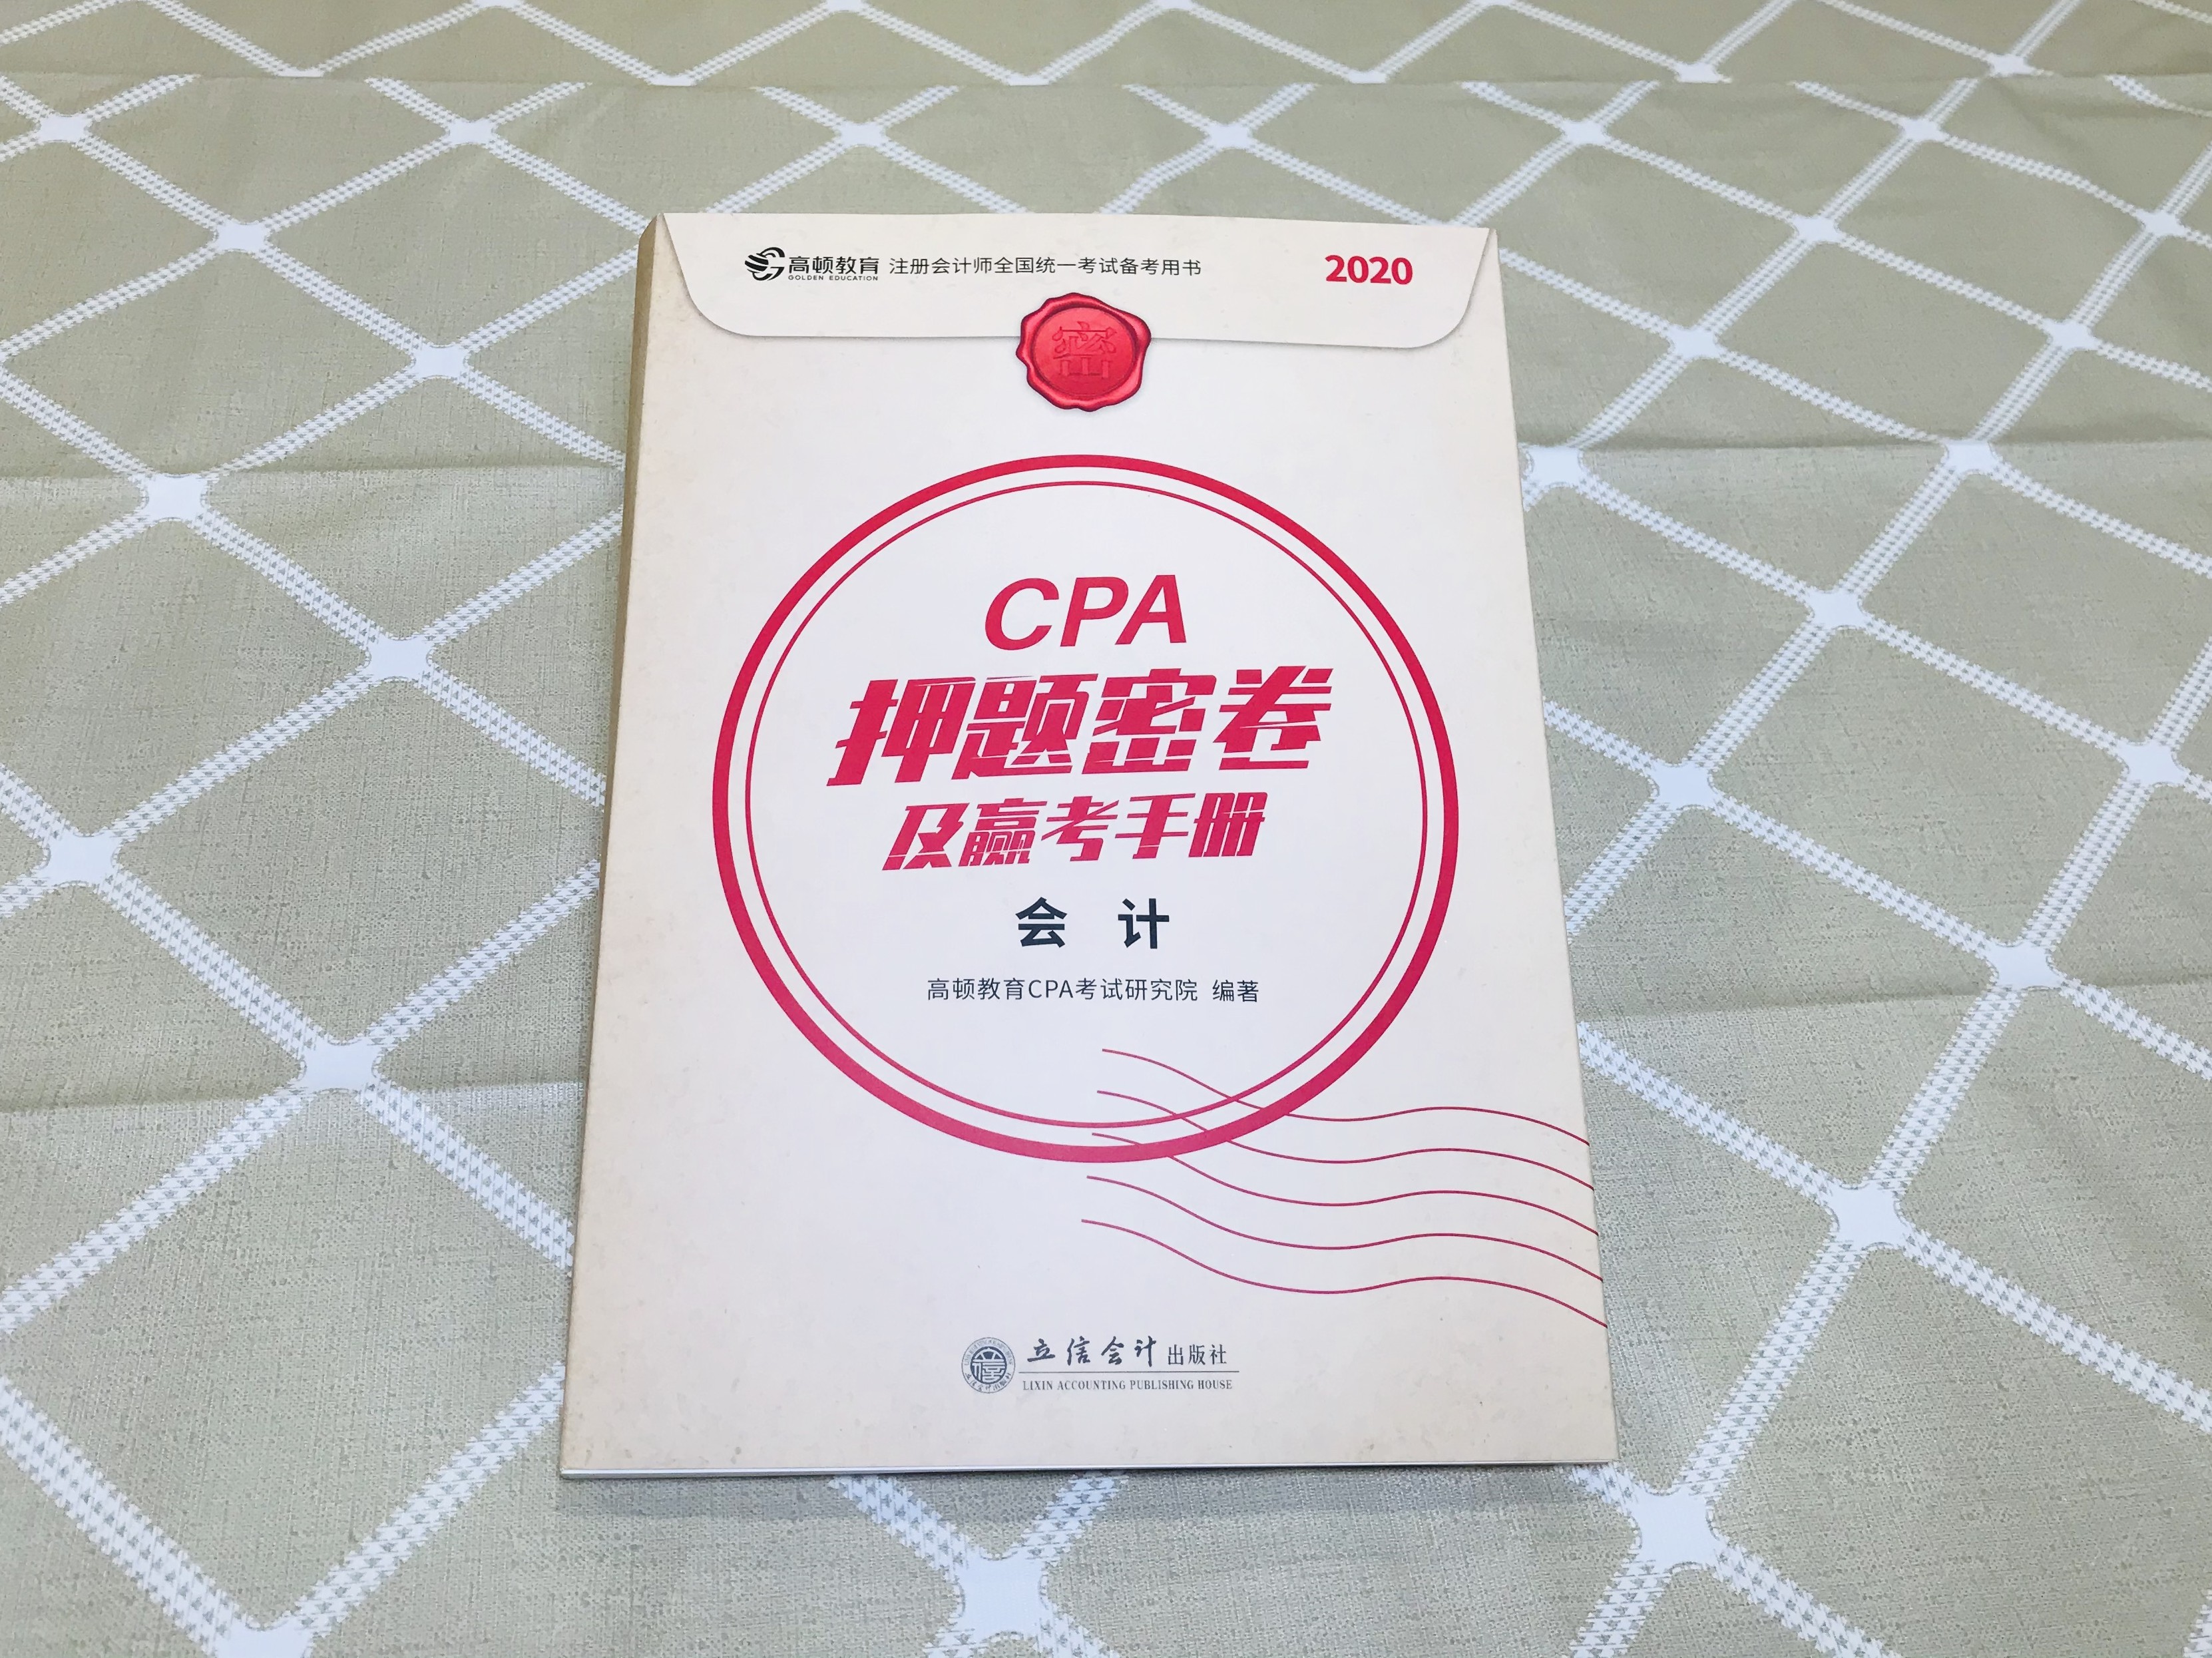 高顿教育 注册会计师全国统一考试备考用书 2020
GOLDEN EDUCATION
密
CPA
押题密卷
及赢考手册
会 计
高顿教育CPA考试研究院 编著
立信会计出版社
LIXIN ACCOUNTING PUBLISHING HOUSE